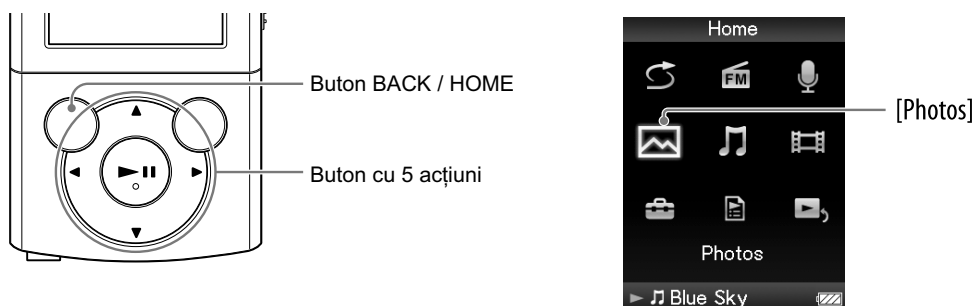 Buton BACK / HOME
Buton cu 5 acțiuni
Home
FM
[Photos]
Photos
Blue Sky